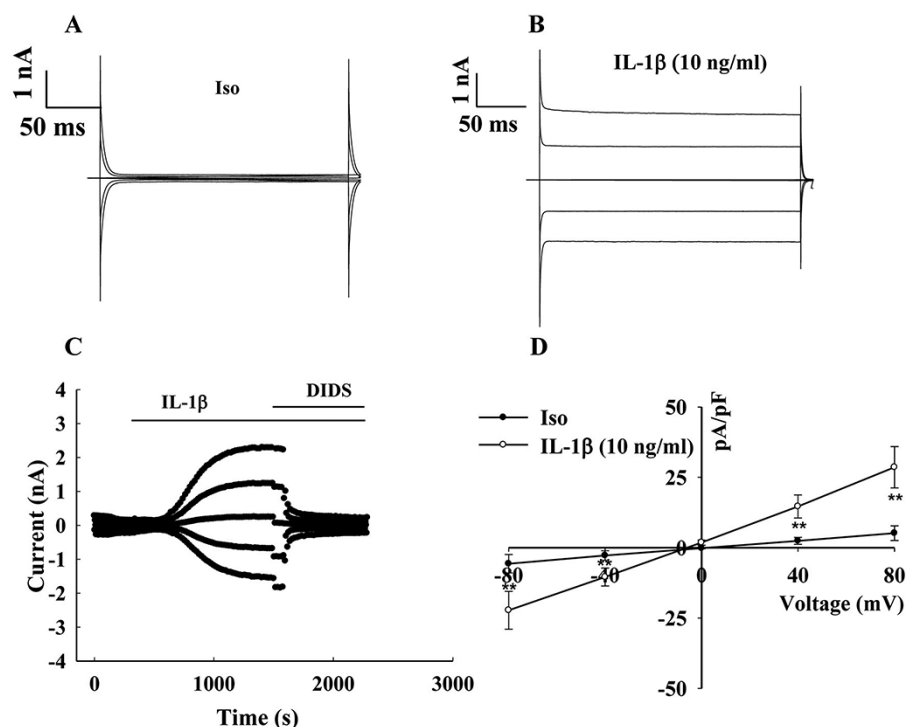 A
1 nA
50 ms
Iso
B
1 nA
50 ms
IL-1β (10 ng/ml)
C
Current (nA)
4
3
2
1
0
-1
-2
-3
-4
IL-1β
DIDS
0
1000
2000
3000
Time (s)
D
Iso
IL-1β (10 ng/ml)
pA/pF
50
25
0
-25
-50
-80
-40
0
40
80
**
**
**
**
Voltage (mV)